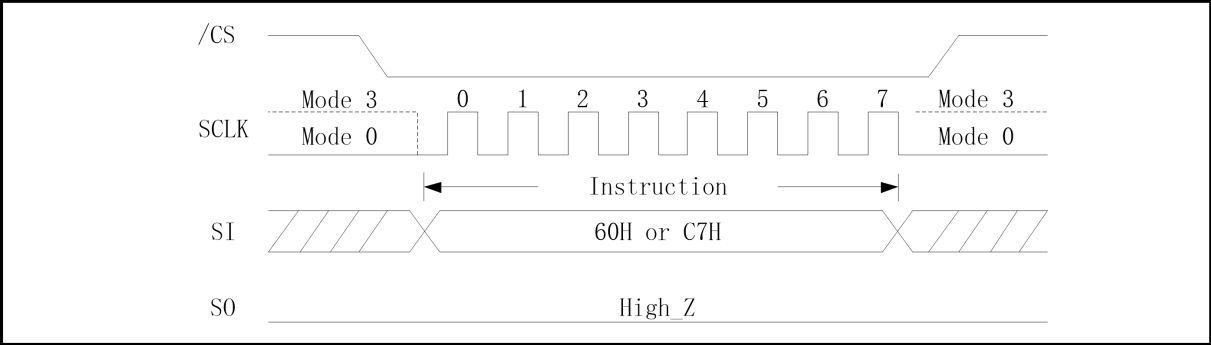 /CS
Mode 3 0 1 2 3 4 5 6 7 Mode 3
SCLK
Mode 0 Mode 0
Instruction
SI 60H or C7H
SO High_Z